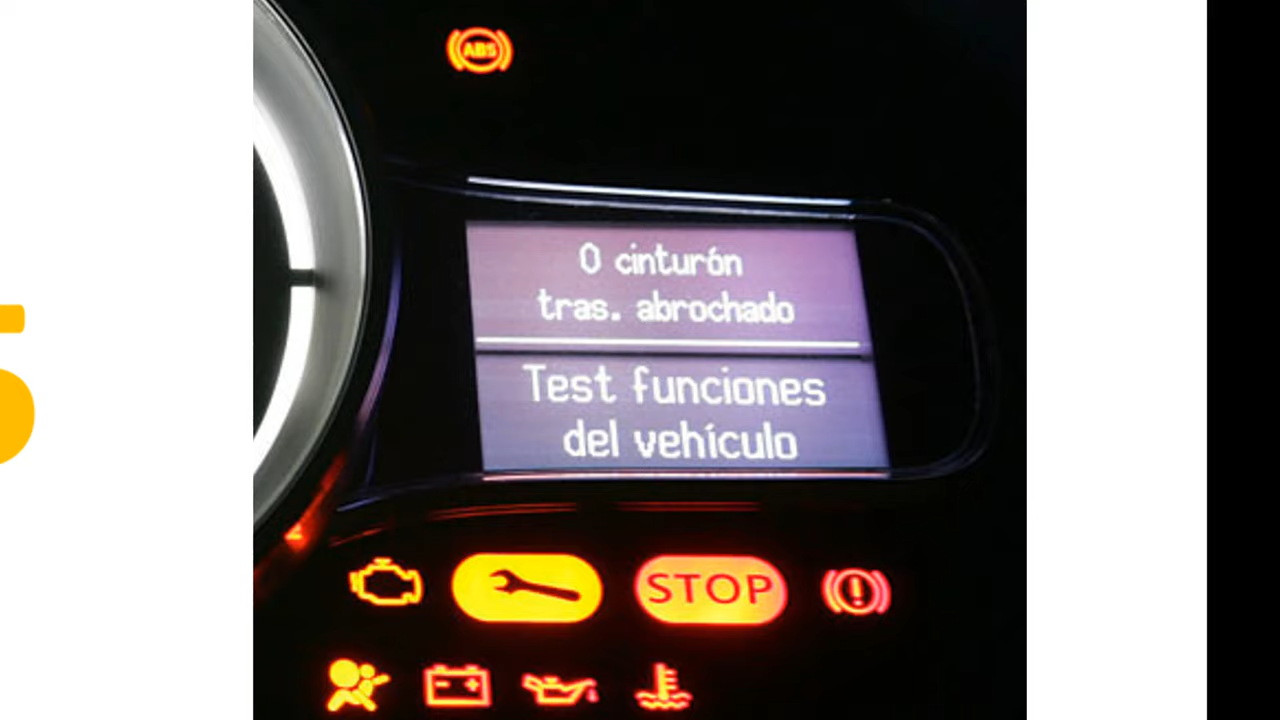 ABS
0 cinturón
tras. abrochado
Test funciones
del vehículo
STOP